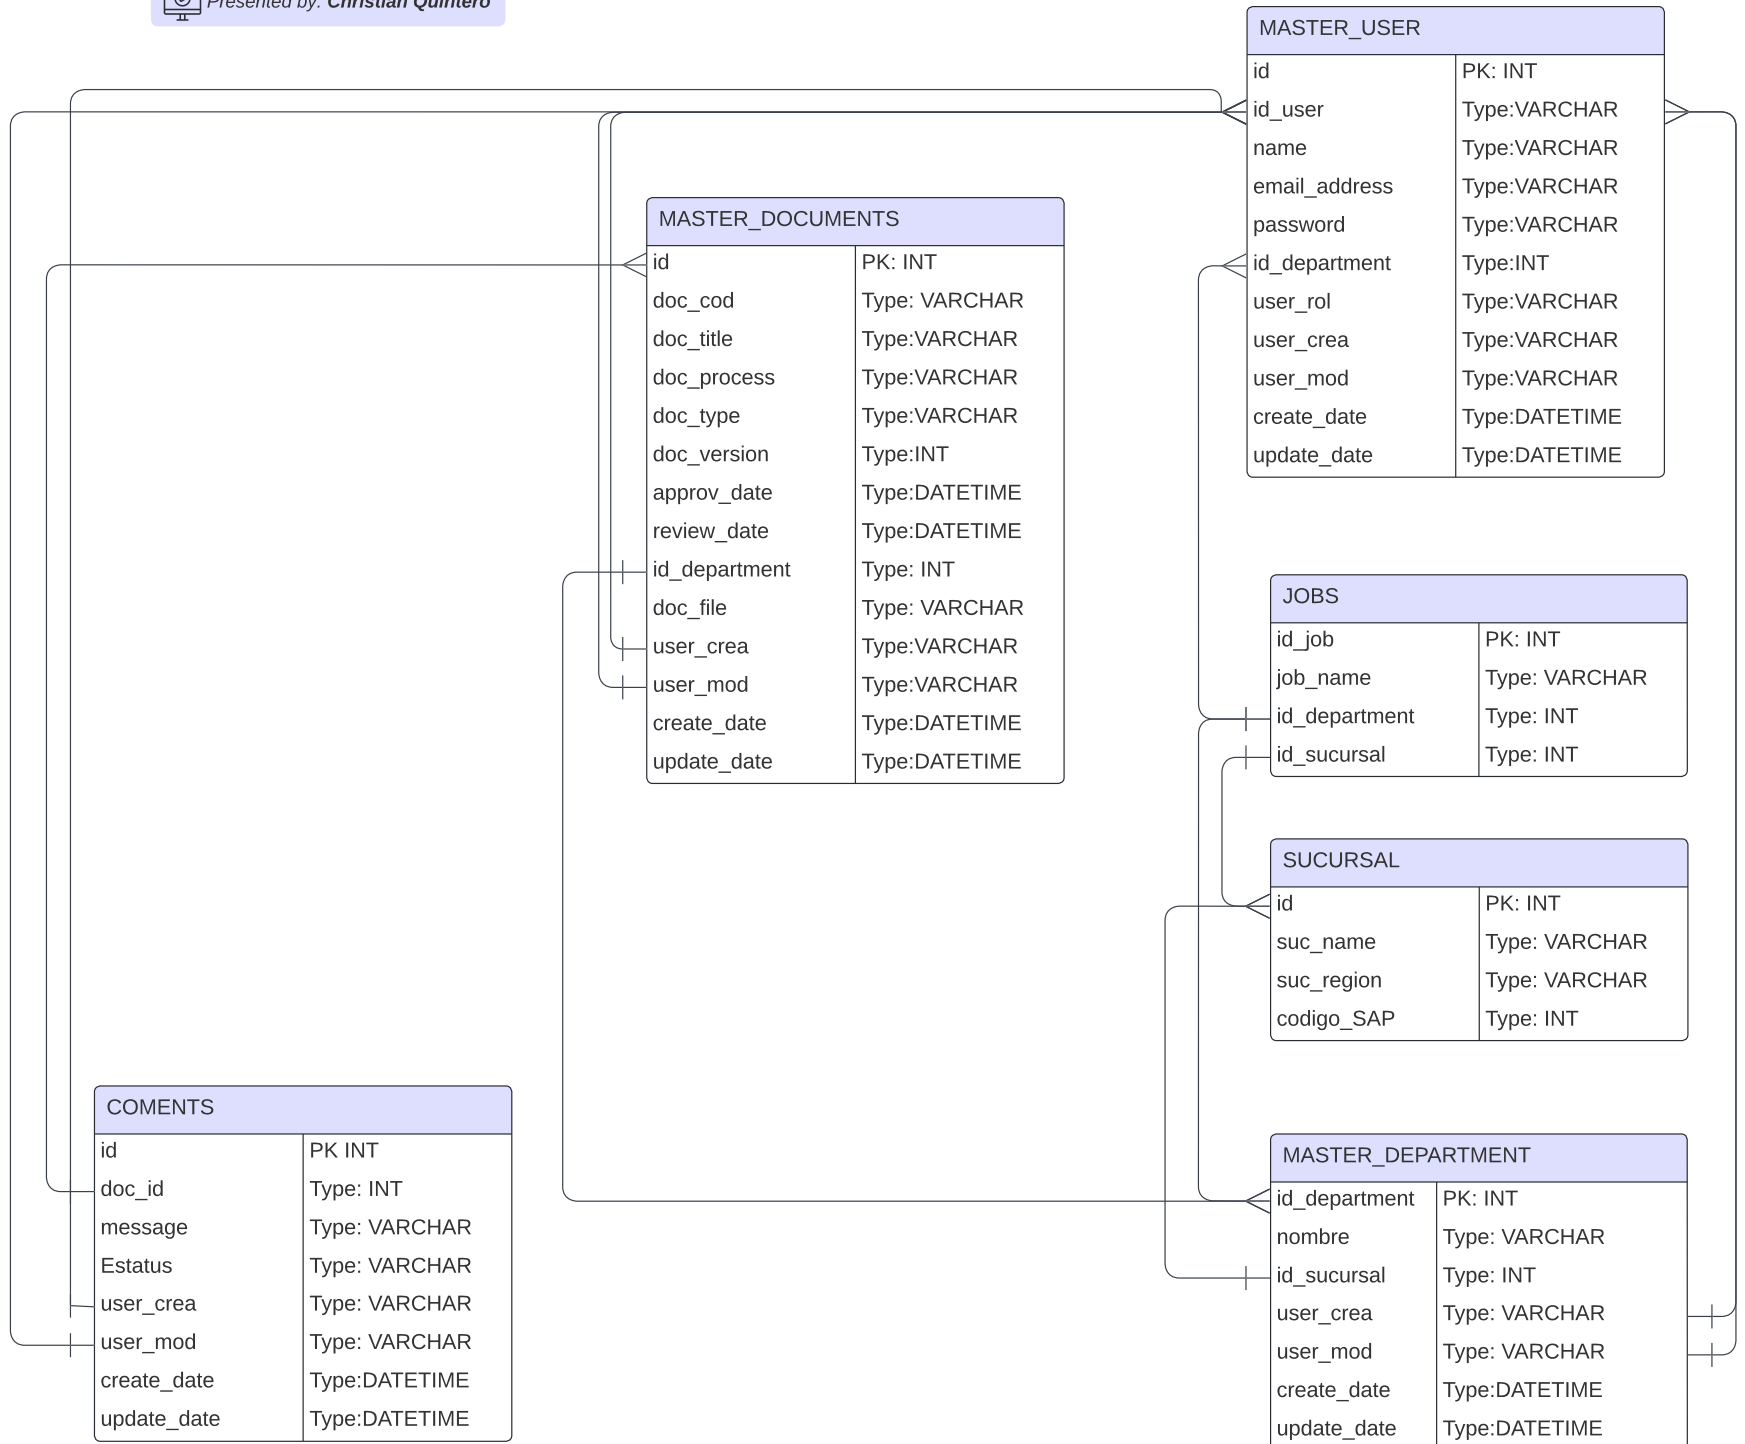 Presented by: Christian Quintero
MASTER_USER
id PK: INT
id_user Type:VARCHAR
name Type:VARCHAR
email_address Type:VARCHAR
password Type:VARCHAR
id_department Type:INT
user_rol Type:VARCHAR
user_crea Type:VARCHAR
user_mod Type:VARCHAR
create_date Type:DATETIME
update_date Type:DATETIME
MASTER_DOCUMENTS
id PK: INT
doc_cod Type: VARCHAR
doc_title Type:VARCHAR
doc_process Type:VARCHAR
doc_type Type:VARCHAR
doc_version Type:INT
approv_date Type:DATETIME
review_date Type:DATETIME
id_department Type: INT
doc_file Type: VARCHAR
user_crea Type:VARCHAR
user_mod Type:VARCHAR
create_date Type:DATETIME
update_date Type:DATETIME
JOBS
id_job PK: INT
job_name Type: VARCHAR
id_department Type: INT
id_sucursal Type: INT
SUCURSAL
id PK: INT
suc_name Type: VARCHAR
suc_region Type: VARCHAR
codigo_SAP Type: INT
COMENTS
id PK INT
doc_id Type: INT
message Type: VARCHAR
Estatus Type: VARCHAR
user_crea Type: VARCHAR
user_mod Type: VARCHAR
create_date Type:DATETIME
update_date Type:DATETIME
MASTER_DEPARTMENT
id_department PK: INT
nombre Type: VARCHAR
id_sucursal Type: INT
user_crea Type: VARCHAR
user_mod Type: VARCHAR
create_date Type:DATETIME
update_date Type:DATETIME